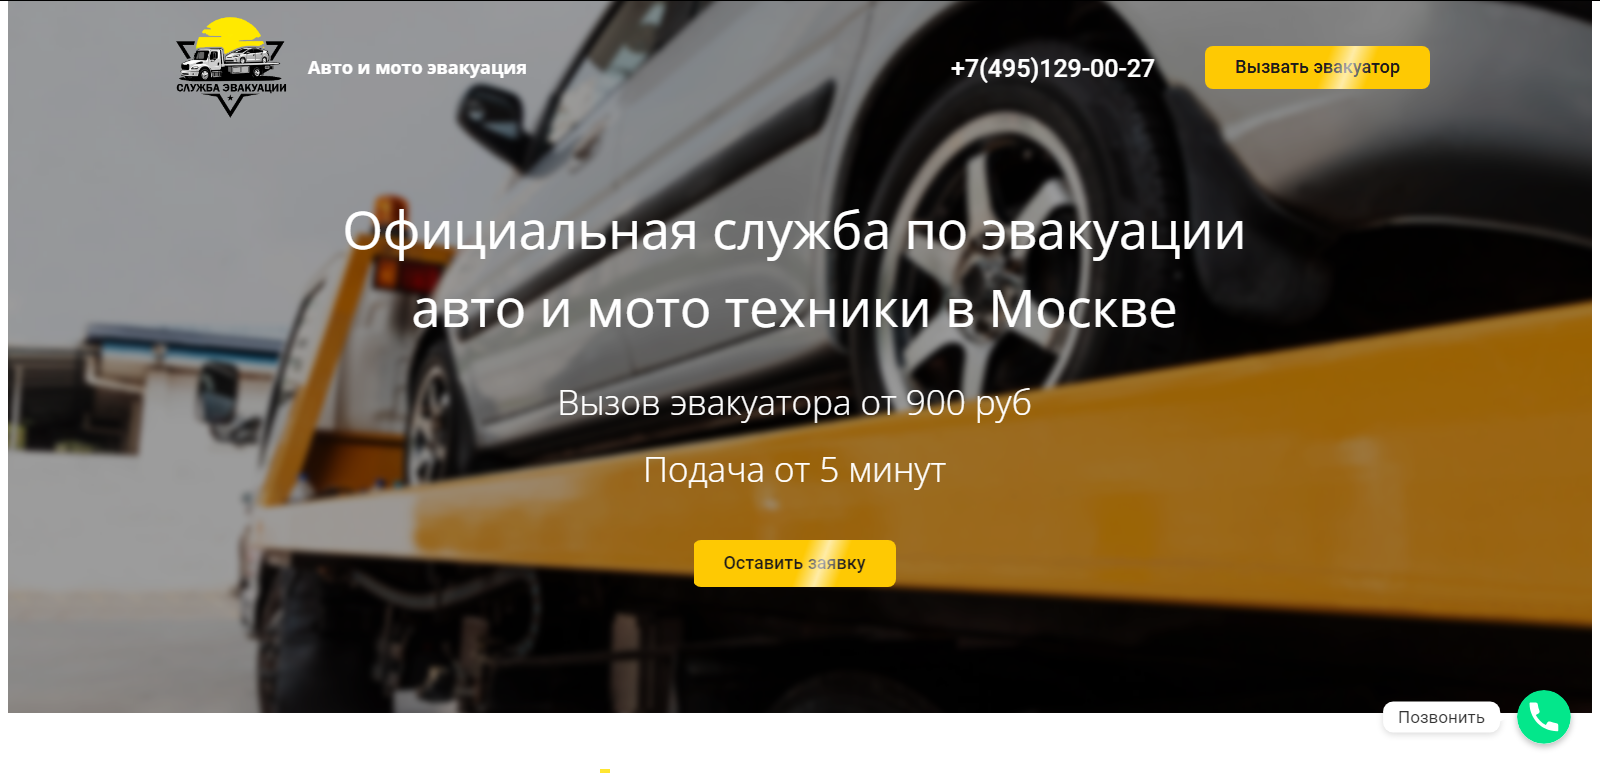 СЛУЖБА ЭВАКУАЦИИ
Авто и мото эвакуация
+7(495)129-00-27
Вызвать эвакуатор
Официальная служба по эвакуации
авто и мото техники в Москве
Вызов эвакуатора от 900 руб
Подача от 5 минут
Оставить заявку
Позвонить